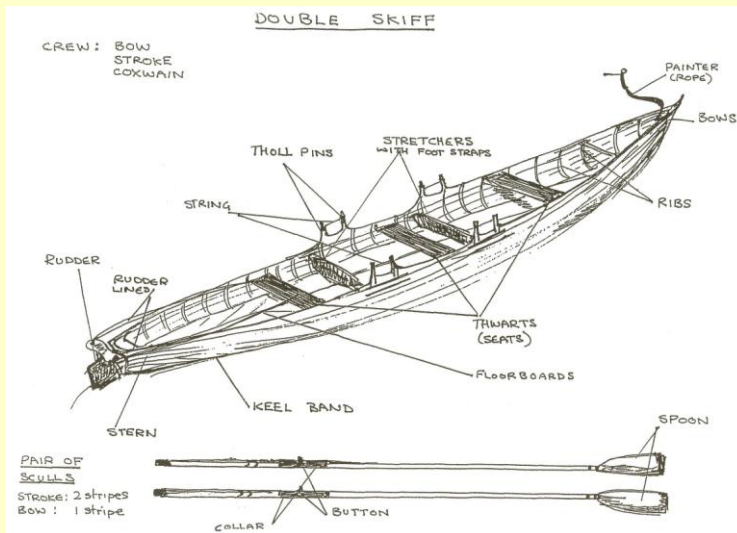 DOUBLE SKIFF
CREW: BOW
STROKE
COXWAIN
PAINTER
(ROPE)
BOWS
STRETCHERS
WITH FOOT STRAPS
THOLL PINS
STRING
RIBS
RUDDER
RUDDER
LINES
THWARTS
(SEATS)
FLOORBOARDS
KEEL BAND
STERN
SPOON
PAIR OF
SCULLS
STROKE: 2 stripes
BOW: 1 stripe
BUTTON
COLLAR